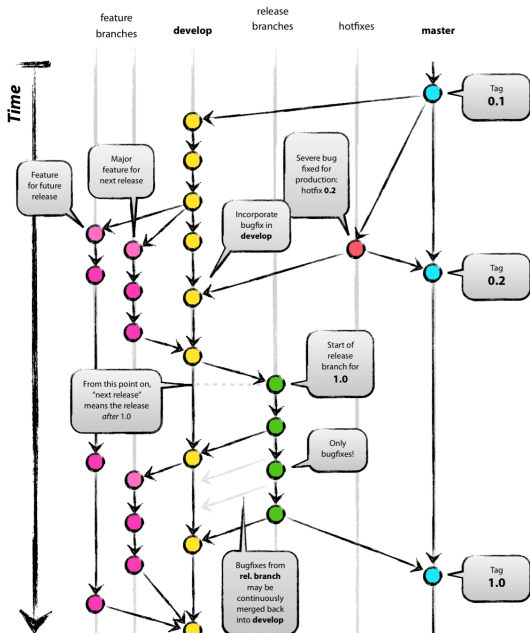 feature
branches
develop
release
branches
hotfixes
master
Time
Tag
0.1
Feature
for future
release
Major
feature for
next release
Severe bug
fixed for
production:
hotfix 0.2
Incorporate
bugfix in
develop
Tag
0.2
Start of
release
branch for
1.0
From this point on,
“next release”
means the release
after 1.0
Only
bugfixes!
Bugfixes from
rel. branch
may be
continuously
merged back
into develop
Tag
1.0